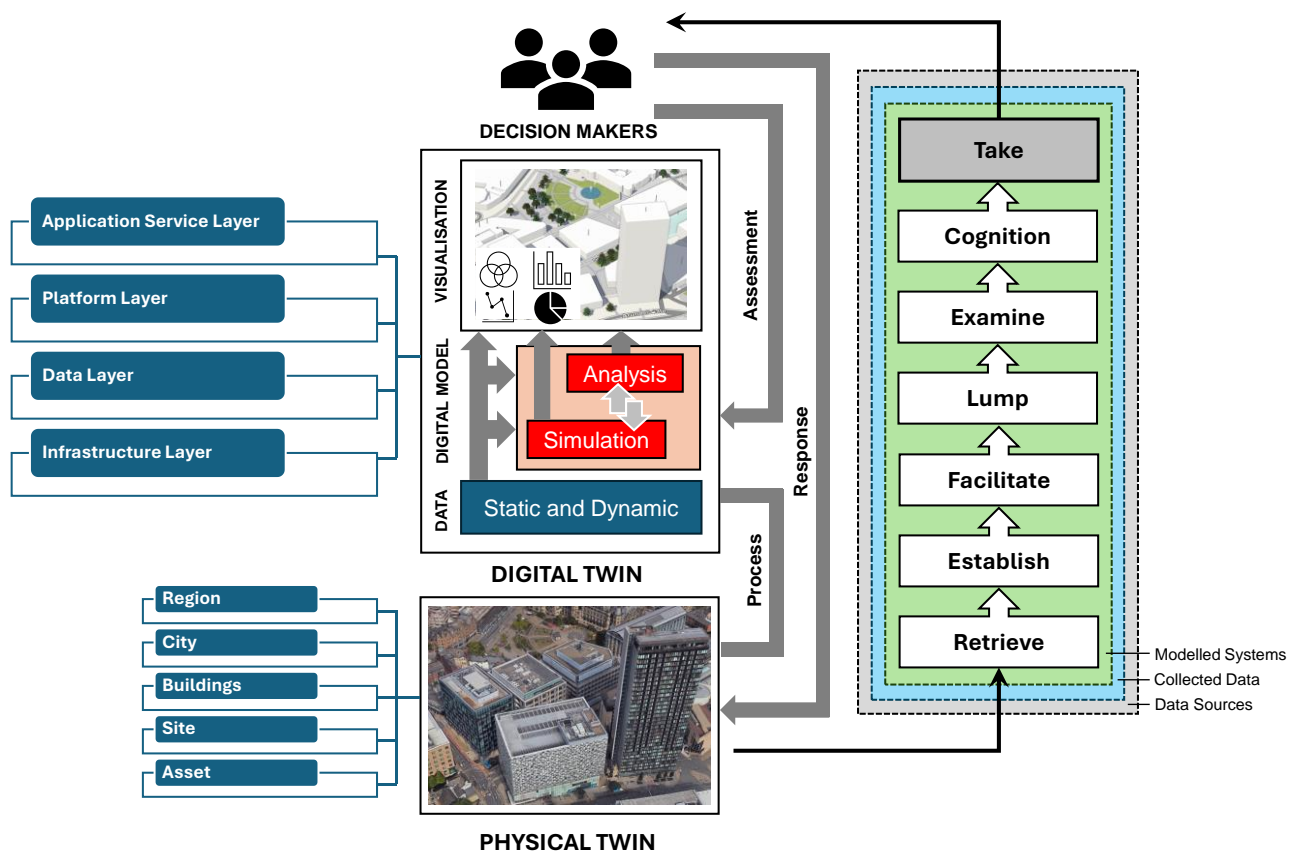 DECISION MAKERS
Application Service Layer
Platform Layer
Data Layer
Infrastructure Layer
VISUALISATION
DIGITAL MODEL
DATA
Analysis
Simulation
Static and Dynamic
DIGITAL TWIN
Assessment
Response
Process
Region
City
Buildings
Site
Asset
PHYSICAL TWIN
Take
Cognition
Examine
Lump
Facilitate
Establish
Retrieve
Modelled Systems
Collected Data
Data Sources